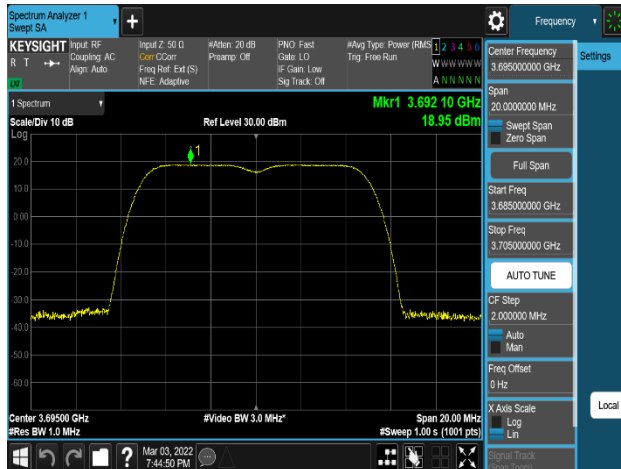 Spectrum Analyzer 1
Swept SA
+
Frequency
KEYSIGHT
R T
Input: RF
Coupling: AC
Align: Auto
Input Z: 50 Ω
Corr CCorr
Freq Ref: Ext (S)
NFE: Adaptive
#Atten: 20 dB
Preamp: Off
PNO: Fast
Gate: LO
IF Gain: Low
Sig Track: Off
#Avg Type: Power (RMS
Trig: Free Run
1 2 3 4 5 6
W W W W W W
A N N N N N
1 Spectrum
Scale/Div 10 dB
Ref Level 30.00 dBm
Mkr1 3.692 10 GHz
18.95 dBm
Log
1
20.0
10.0
0.00
-10.0
-20.0
-30.0
-40.0
-50.0
-60.0
Center 3.69500 GHz
#Res BW 1.0 MHz
#Video BW 3.0 MHz*
Span 20.00 MHz
#Sweep 1.00 s (1001 pts)
Center Frequency
3.695000000 GHz
Settings
Span
20.0000000 MHz
Swept Span
Zero Span
Full Span
Start Freq
3.685000000 GHz
Stop Freq
3.705000000 GHz
AUTO TUNE
CF Step
2.000000 MHz
Auto
Man
Freq Offset
0 Hz
X Axis Scale
Log
Lin
Local
Signal Track
(Span Zoom)
?
Mar 03, 2022
7:44:50 PM